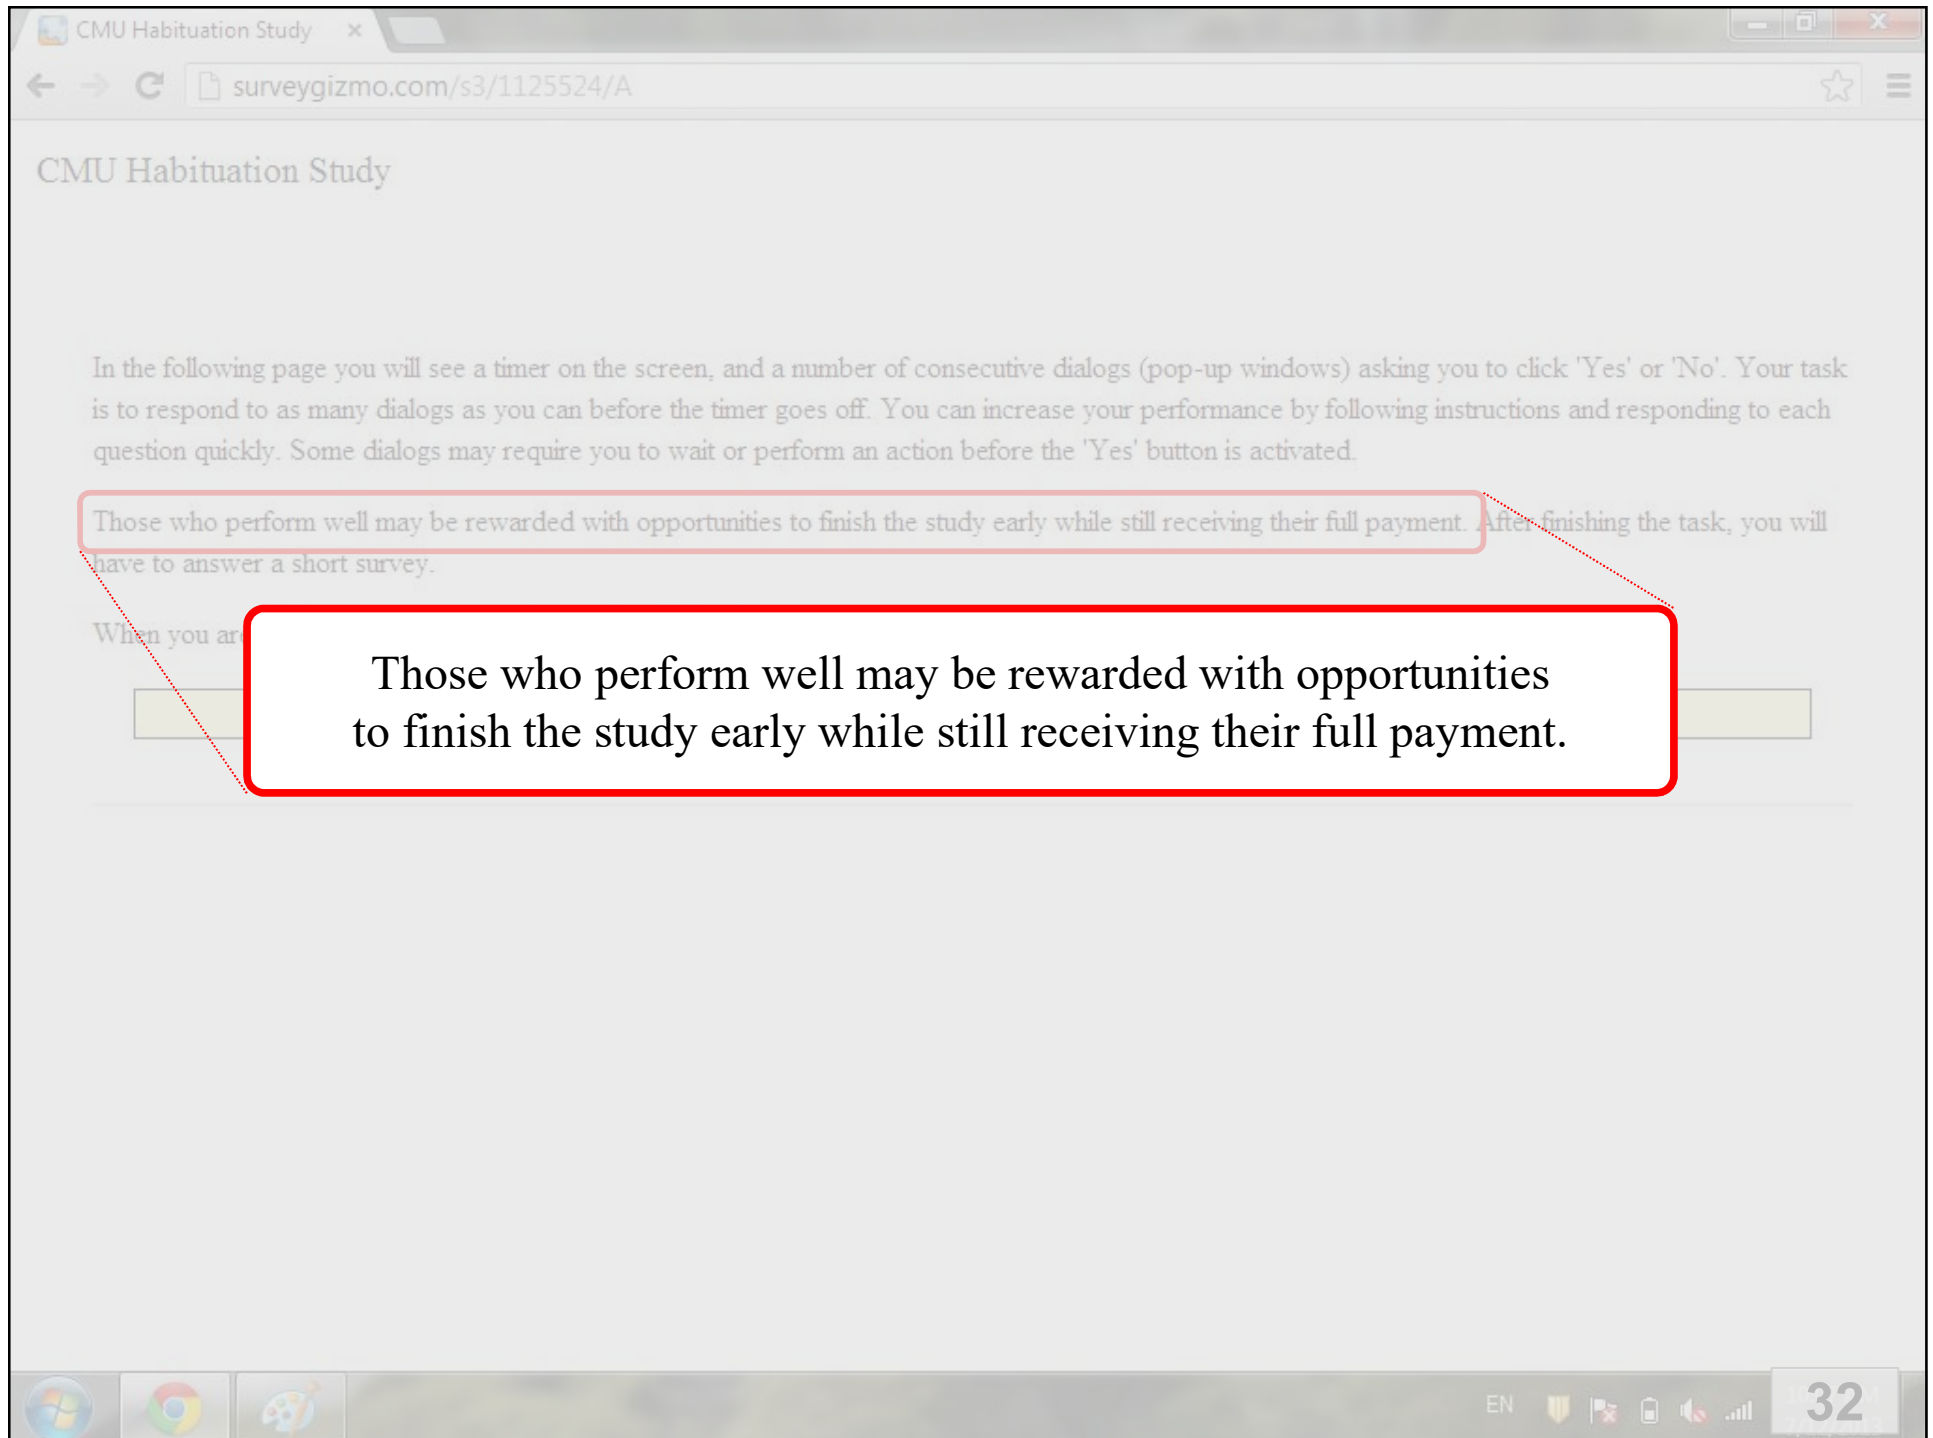 CMU Habituation Study
surveygizmo.com/s3/1125524/A
CMU Habituation Study
In the following page you will see a timer on the screen, and a number of consecutive dialogs (pop-up windows) asking you to click 'Yes' or 'No'. Your task
is to respond to as many dialogs as you can before the timer goes off. You can increase your performance by following instructions and responding to each
question quickly. Some dialogs may require you to wait or perform an action before the 'Yes' button is activated.
Those who perform well may be rewarded with opportunities to finish the study early while still receiving their full payment. After finishing the task, you will
have to answer a short survey.
When you are
Those who perform well may be rewarded with opportunities
to finish the study early while still receiving their full payment.
EN
32